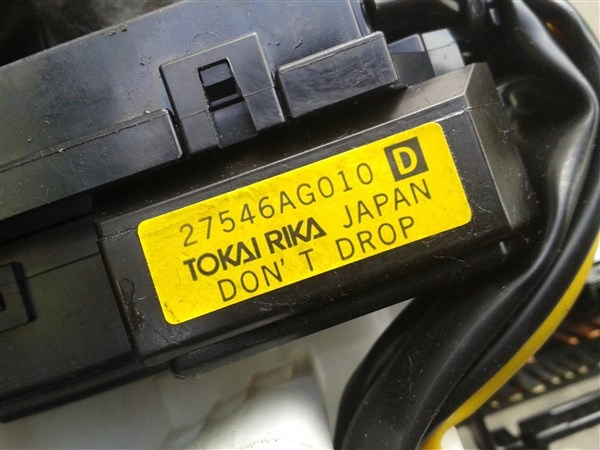 27546AG010 D
TOKAI RIKA JAPAN
DON'T DROP